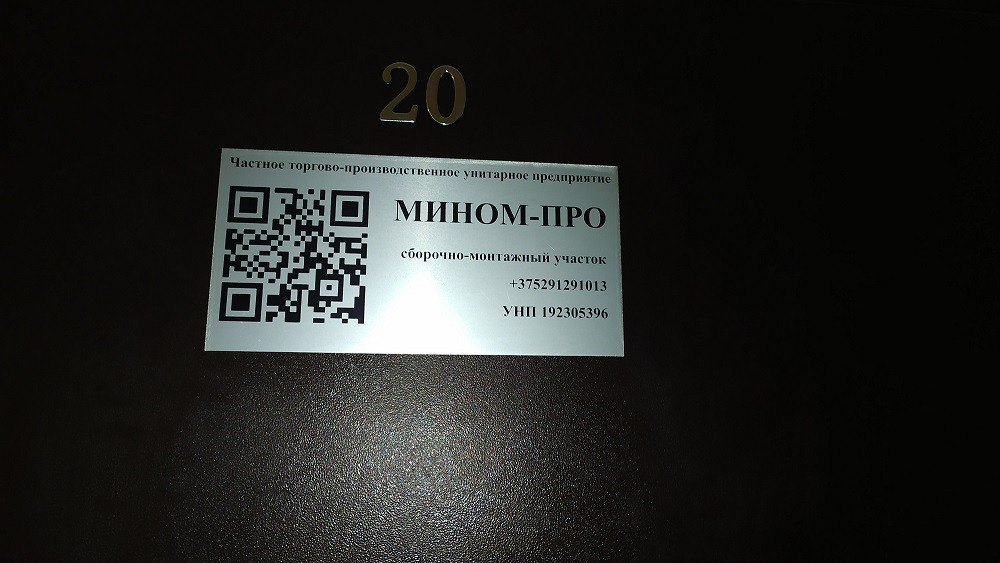 20
Частное торгово-производственное унитарное предприятие
МИНОМ-ПРО
сборочно-монтажный участок
+375291291013
УНП 192305396